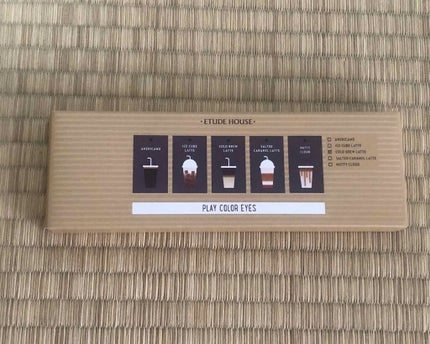 ·ETUDE HOUSE·
AMERICANO
ICE CUBE
LATTE
COLD BREW
LATTE
SALTED
CARAMEL LATTE
NUTTY
CLOUD
AMERICANO
ICE CUBE LATTE
COLD BREW LATTE
SALTED CARAMEL LATTE
NUTTY CLOUD
PLAY COLOR EYES